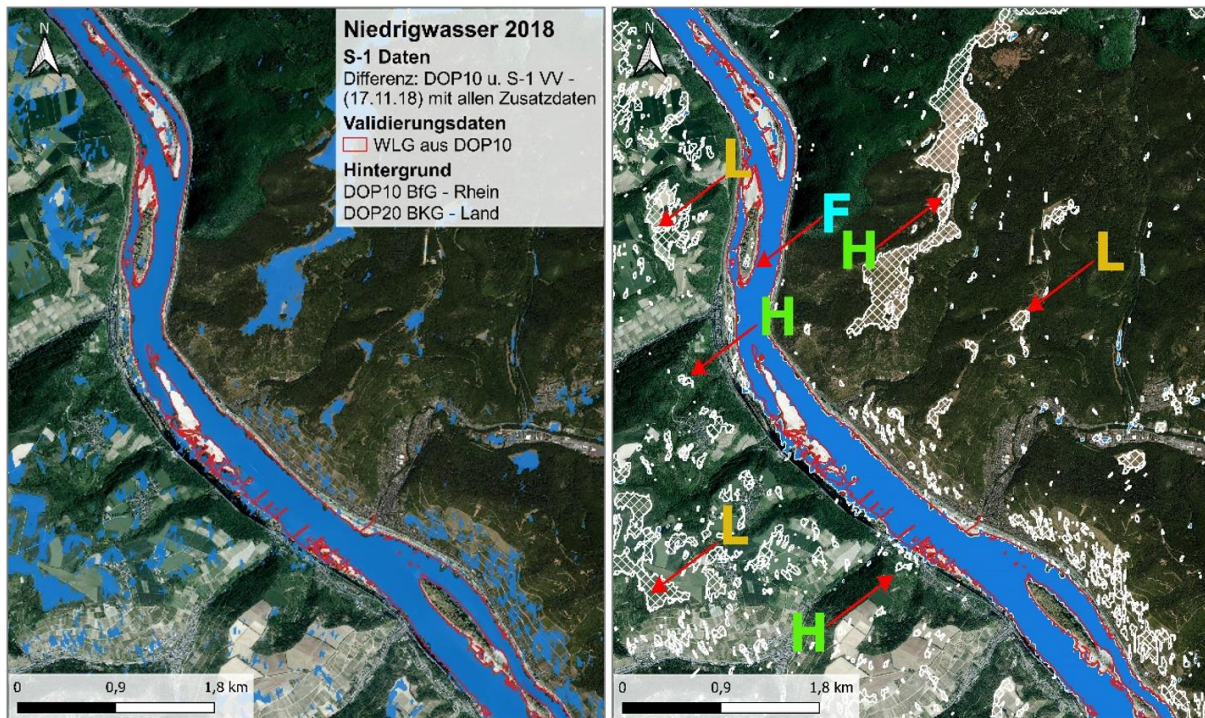 N
Niedrigwasser 2018
S-1 Daten
Differenz: DOP10 u. S-1 VV -
(17.11.18) mit allen Zusatzdaten
Validierungsdaten
WLG aus DOP10
Hintergrund
DOP10 BfG - Rhein
DOP20 BKG - Land
0 0,9 1,8 km
N
L
F
H
L
H
L
H
0 0,9 1,8 km